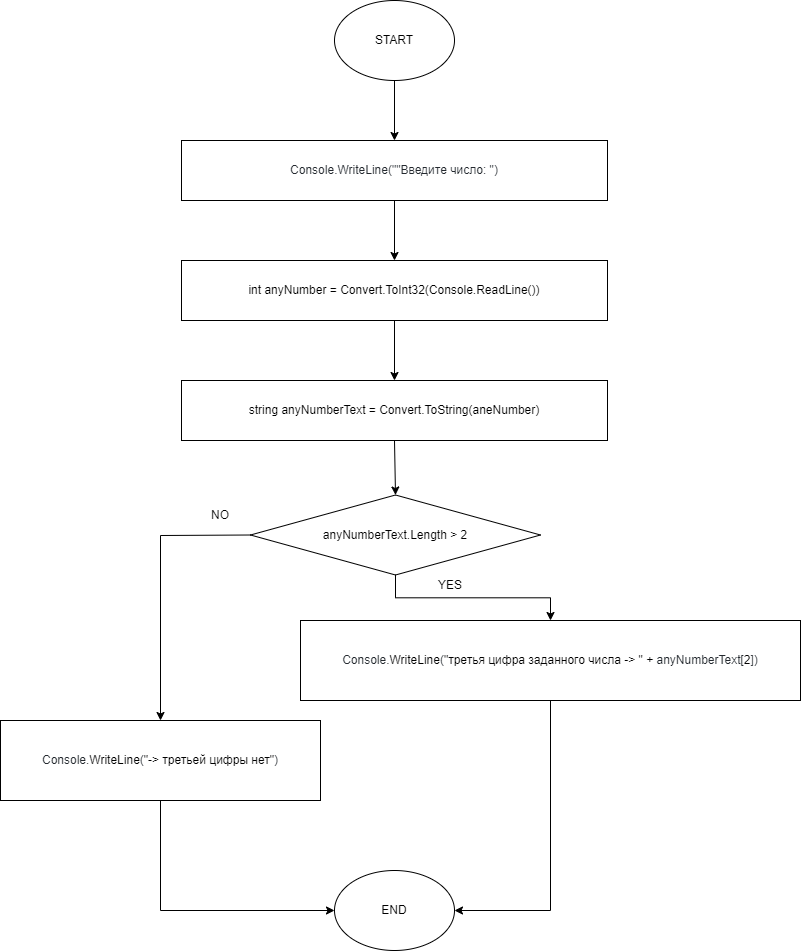 START
Console.WriteLine(""Введите число: ")
int anyNumber = Convert.ToInt32(Console.ReadLine())
string anyNumberText = Convert.ToString(aneNumber)
NO
anyNumberText.Length > 2
YES
Console.WriteLine("третья цифра заданного числа -> " + anyNumberText[2])
Console.WriteLine("-> третьей цифры нет")
END